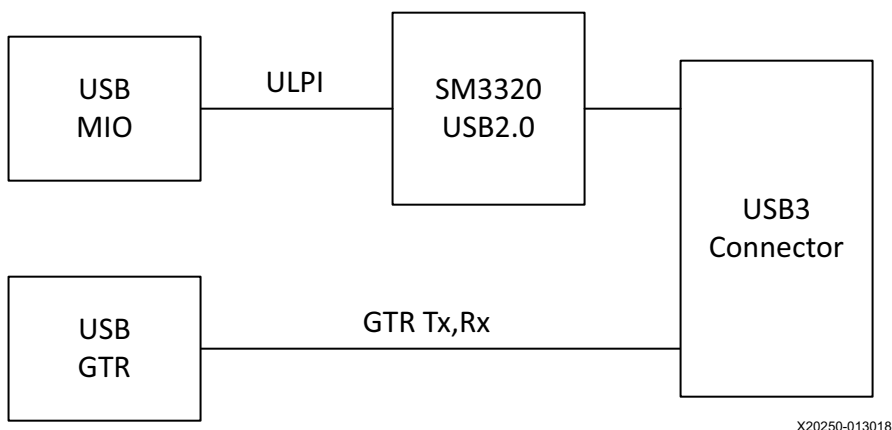 USB
MIO
ULPI
SM3320
USB2.0
USB3
Connector
USB
GTR
GTR Tx,Rx
X20250-013018